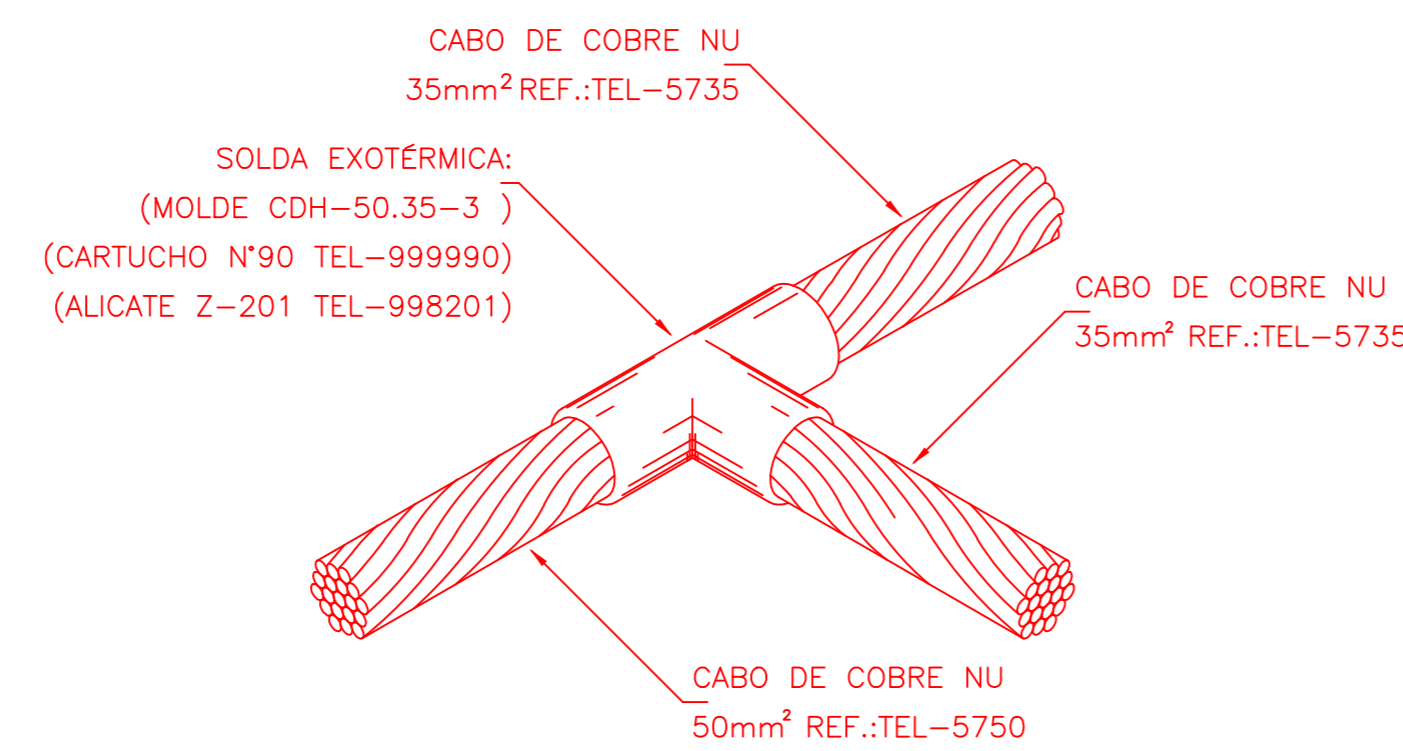 CABO DE COBRE NU
35mm² REF.:TEL-5735
SOLDA EXOTÉRMICA:
(MOLDE CDH-50.35-3 )
(CARTUCHO N°90 TEL-999990)
(ALICATE Z-201 TEL-998201)
CABO DE COBRE NU
35mm² REF.:TEL-5735
CABO DE COBRE NU
50mm² REF.:TEL-5750